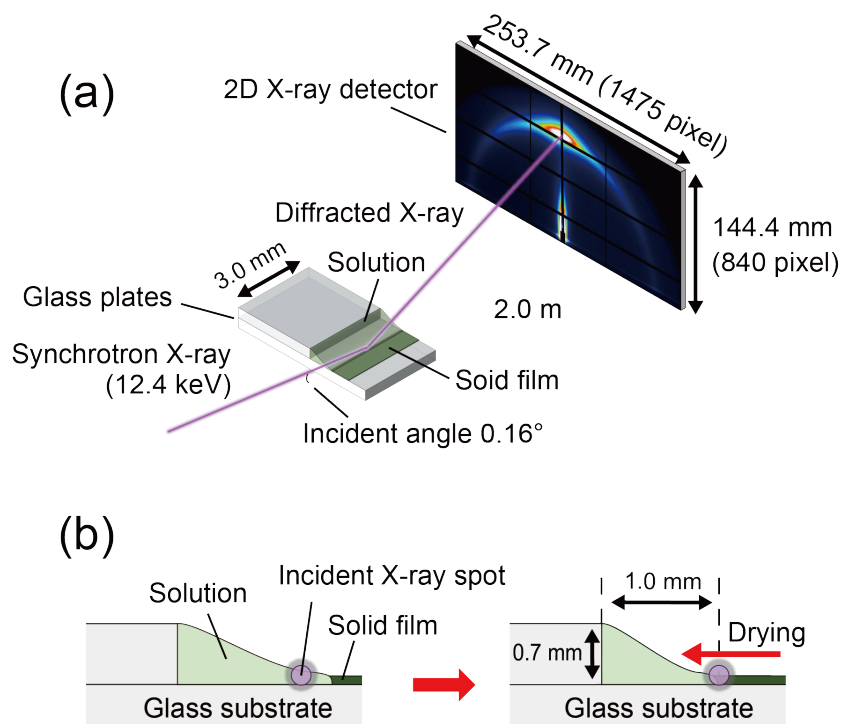 (a)
253.7 mm (1475 pixel)
2D X-ray detector
Diffracted X-ray
144.4 mm
(840 pixel)
3.0 mm
Solution
Glass plates
2.0 m
Synchrotron X-ray
(12.4 keV)
Soid film
Incident angle 0.16°
(b)
Solution
Incident X-ray spot
Solid film
Glass substrate
1.0 mm
Drying
0.7 mm
Glass substrate